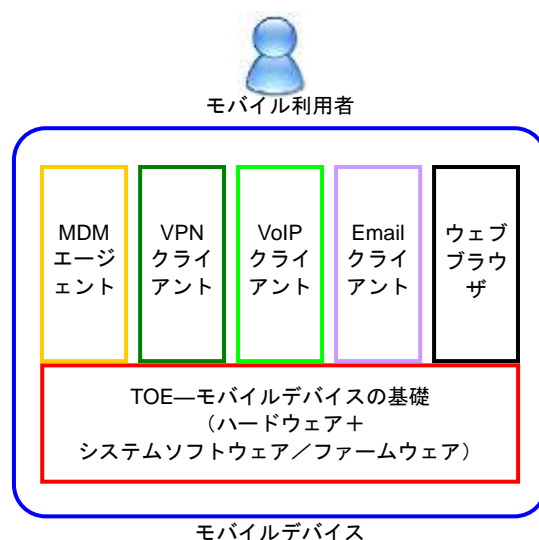 モバイル利用者
MDM
エージ
ェント
VPN
クライ
アント
VoIP
クライ
アント
Email
クライ
アント
ウェブ
ブラウ
ザ
TOE―モバイルデバイスの基礎
（ハードウェア＋
システムソフトウェア／ファームウェア）
モバイルデバイス